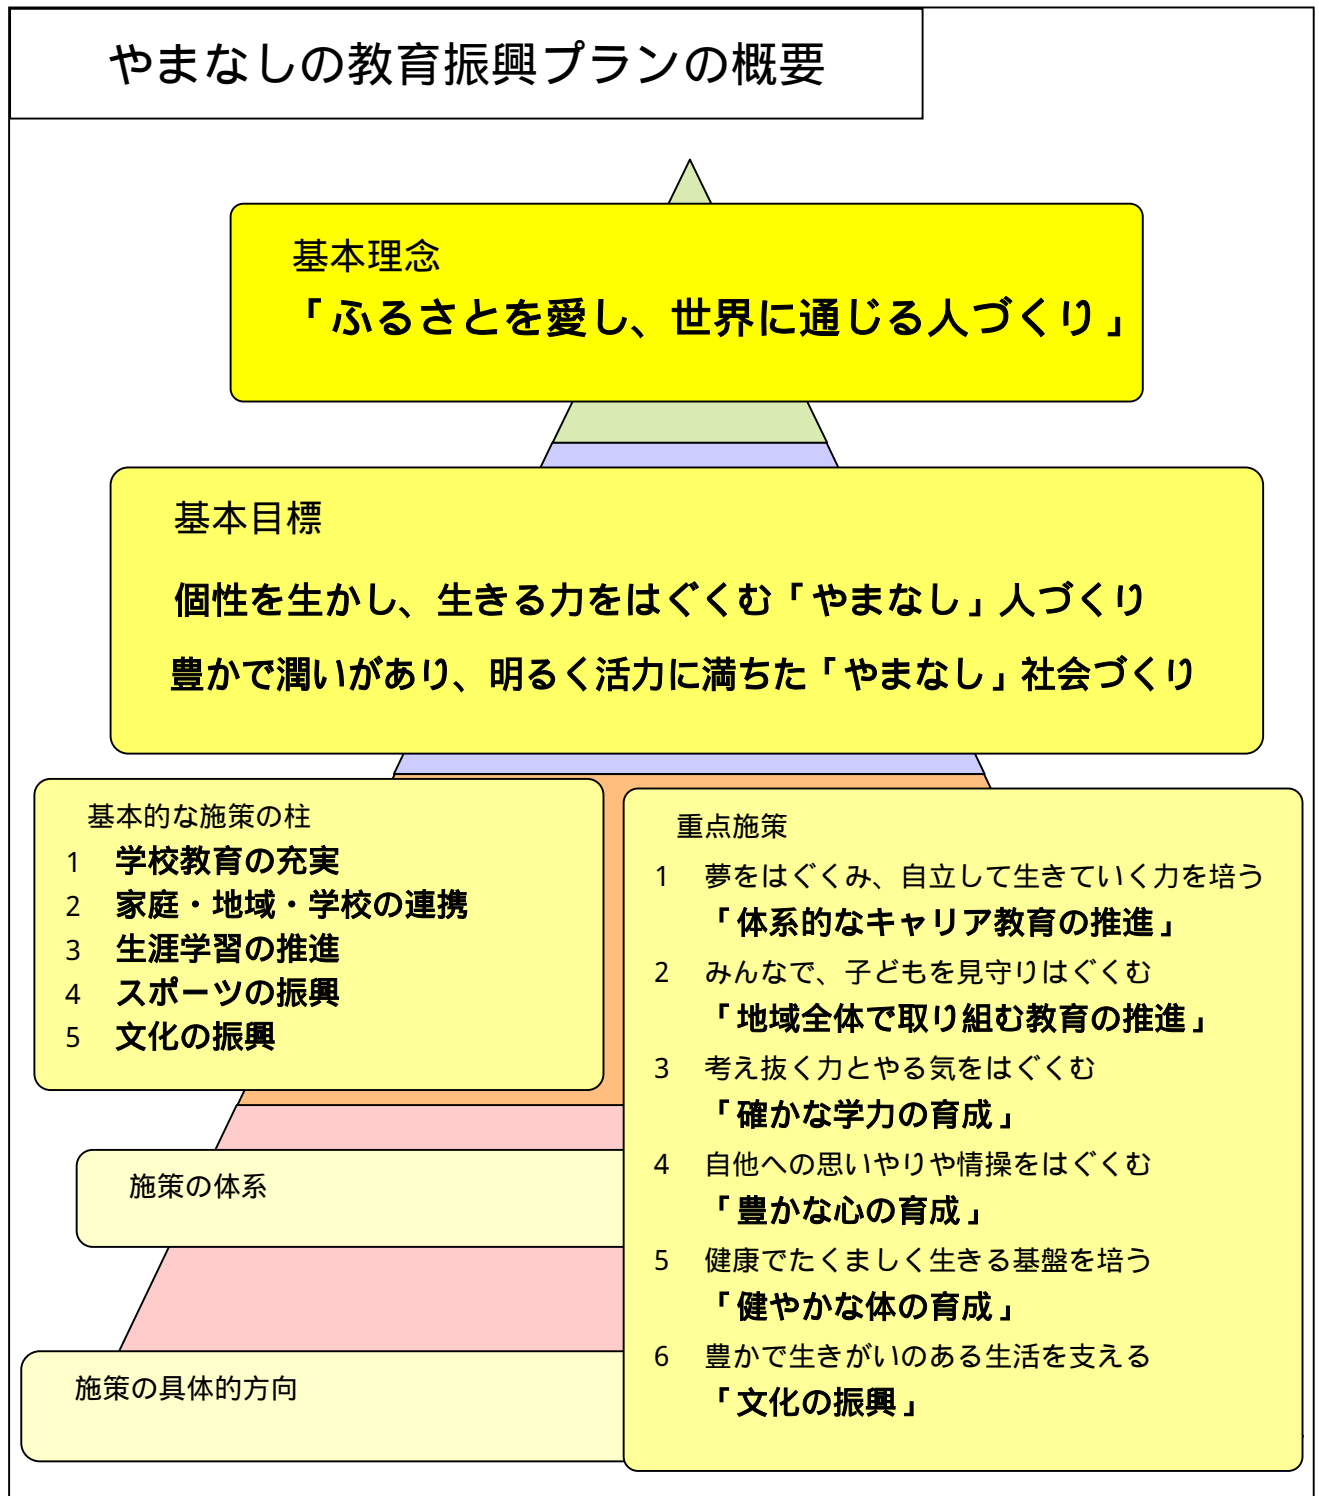 やまなしの教育振興プランの概要
基本理念
「ふるさとを愛し、世界に通じる人づくり」
基本目標
個性を生かし、生きる力をはぐくむ「やまなし」人づくり
豊かで潤いがあり、明るく活力に満ちた「やまなし」社会づくり
基本的な施策の柱
1 学校教育の充実
2 家庭・地域・学校の連携
3 生涯学習の推進
4 スポーツの振興
5 文化の振興
施策の体系
施策の具体的方向
重点施策
1 夢をはぐくみ、自立して生きていく力を培う
「体系的なキャリア教育の推進」
2 みんなで、子どもを見守りはぐくむ
「地域全体で取り組む教育の推進」
3 考え抜く力とやる気をはぐくむ
「確かな学力の育成」
4 自他への思いやりや情操をはぐくむ
「豊かな心の育成」
5 健康でたくましく生きる基盤を培う
「健やかな体の育成」
6 豊かで生きがいのある生活を支える
「文化の振興」